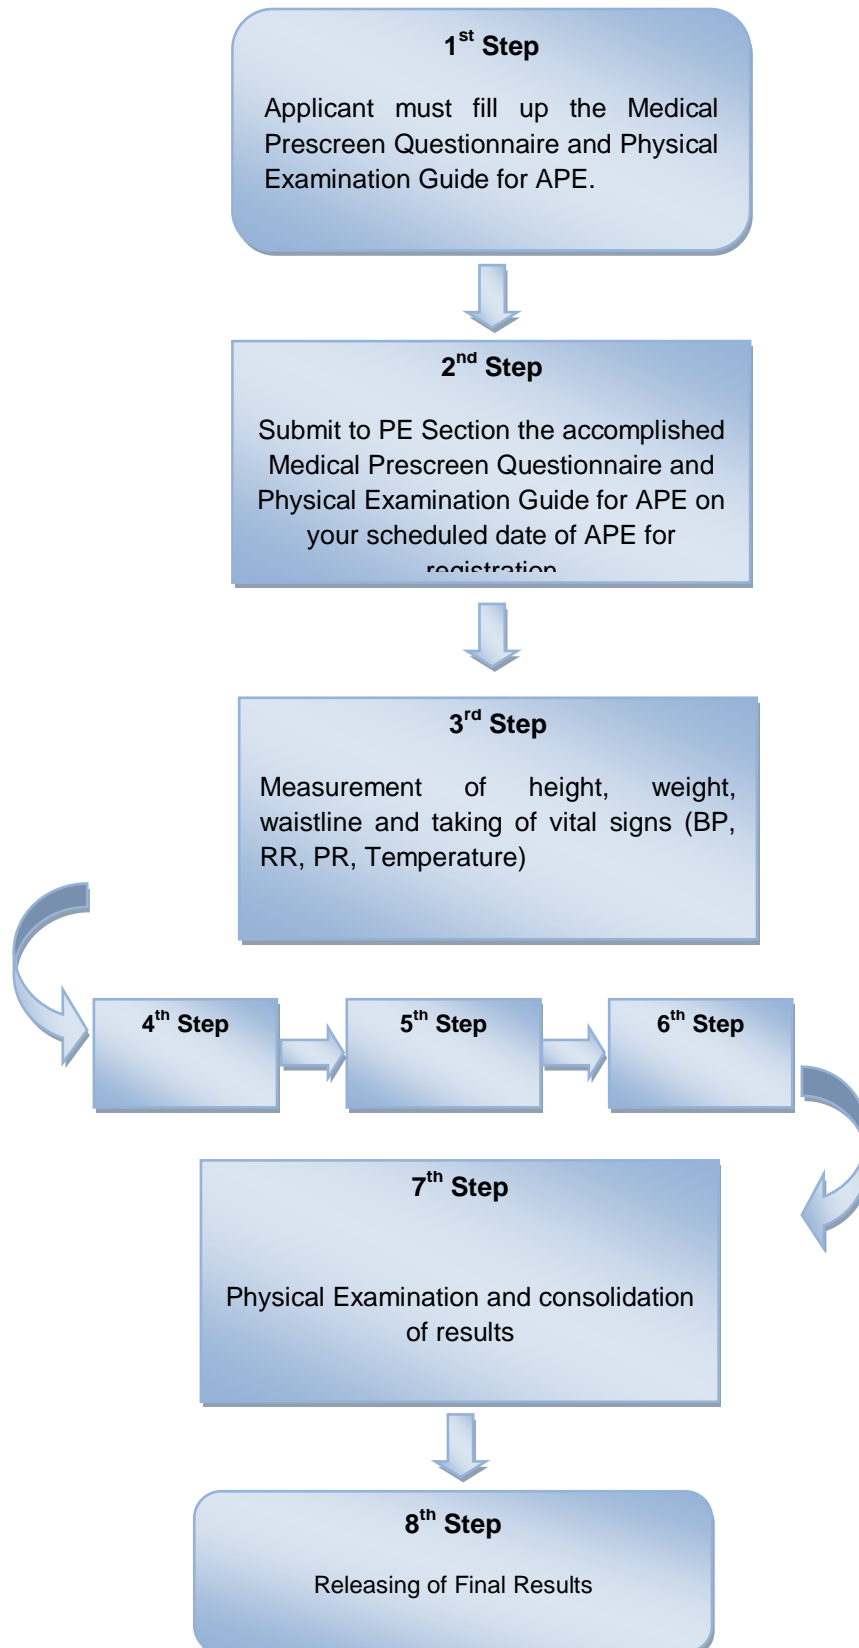 1st Step
Applicant must fill up the Medical
Prescreen Questionnaire and Physical
Examination Guide for APE.
2nd Step
Submit to PE Section the accomplished
Medical Prescreen Questionnaire and
Physical Examination Guide for APE on
your scheduled date of APE for
registration
3rd Step
Measurement of height, weight,
waistline and taking of vital signs (BP,
RR, PR, Temperature)
4th Step
5th Step
6th Step
7th Step
Physical Examination and consolidation
of results
8th Step
Releasing of Final Results